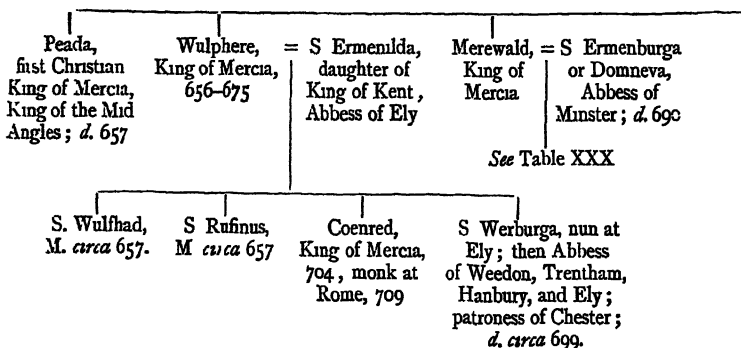 Peada,
first Christian
King of Mercia,
King of the Mid
Angles; d. 657
Wulphere,
King of Mercia,
656–675
= S Ermenilda,
daughter of
King of Kent,
Abbess of Ely
Merewald,
King of
Mercia
= S Ermenburga
or Domneva,
Abbess of
Minster; d. 690
See Table XXX
S. Wulfhad,
M. circa 657.
S Rufinus,
M circa 657
Coenred,
King of Mercia,
704, monk at
Rome, 709
S Werburga, nun at
Ely; then Abbess
of Weedon, Trentham,
Hanbury, and Ely;
patroness of Chester;
d. circa 699.